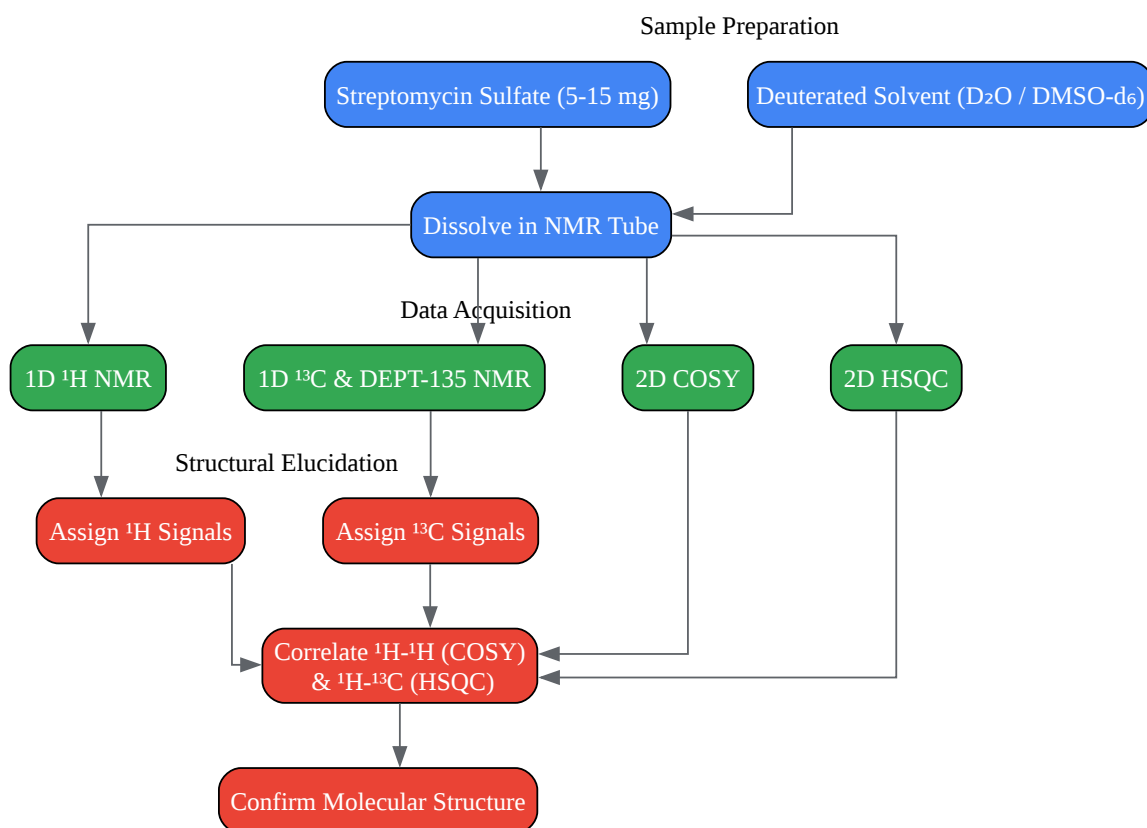 Sample Preparation
Streptomycin Sulfate (5-15 mg)
Deuterated Solvent (D₂O / DMSO-d₆)
Dissolve in NMR Tube
Data Acquisition
1D ¹H NMR
1D ¹³C & DEPT-135 NMR
2D COSY
2D HSQC
Structural Elucidation
Assign ¹H Signals
Assign ¹³C Signals
Correlate ¹H-¹H (COSY)
& ¹H-¹³C (HSQC)
Confirm Molecular Structure